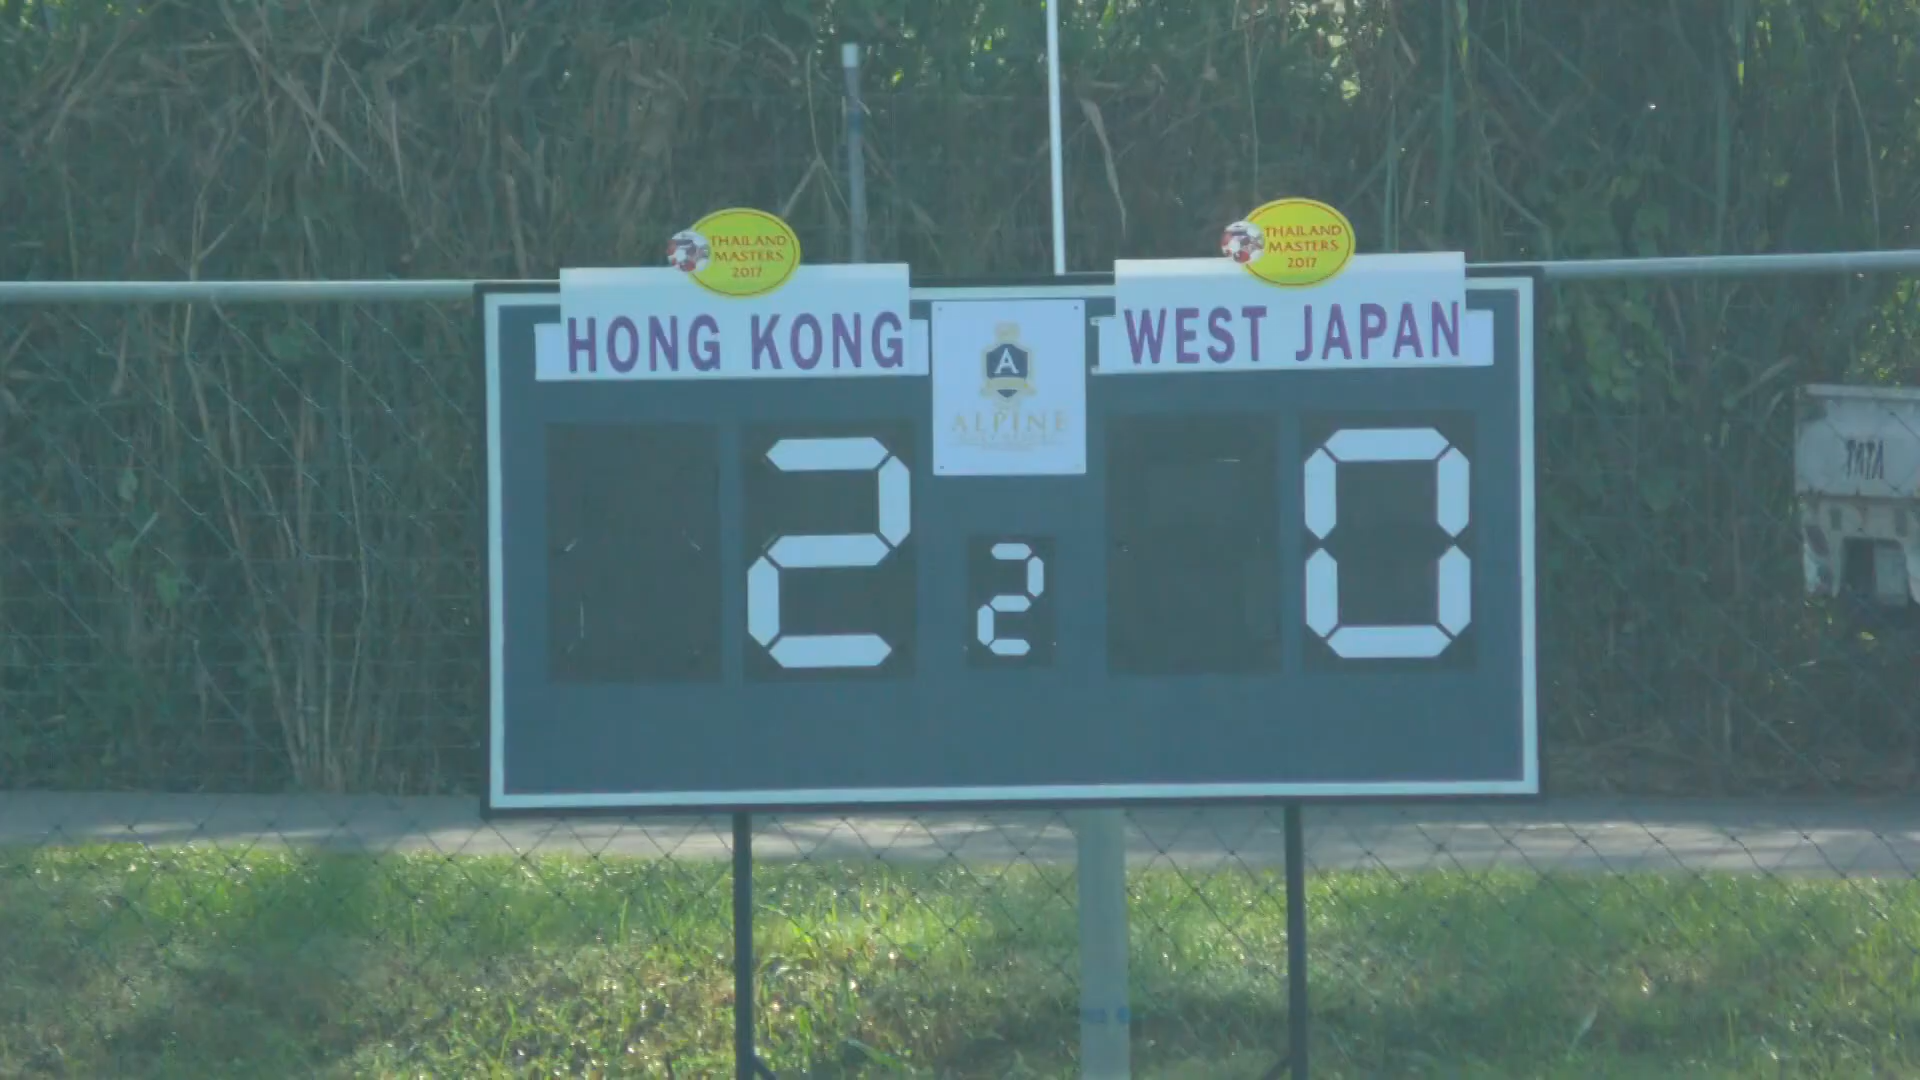 THAILAND
MASTERS
2017
THAILAND
MASTERS
2017
HONG KONG
WEST JAPAN
A
ALPINE
2
0
2
TATA